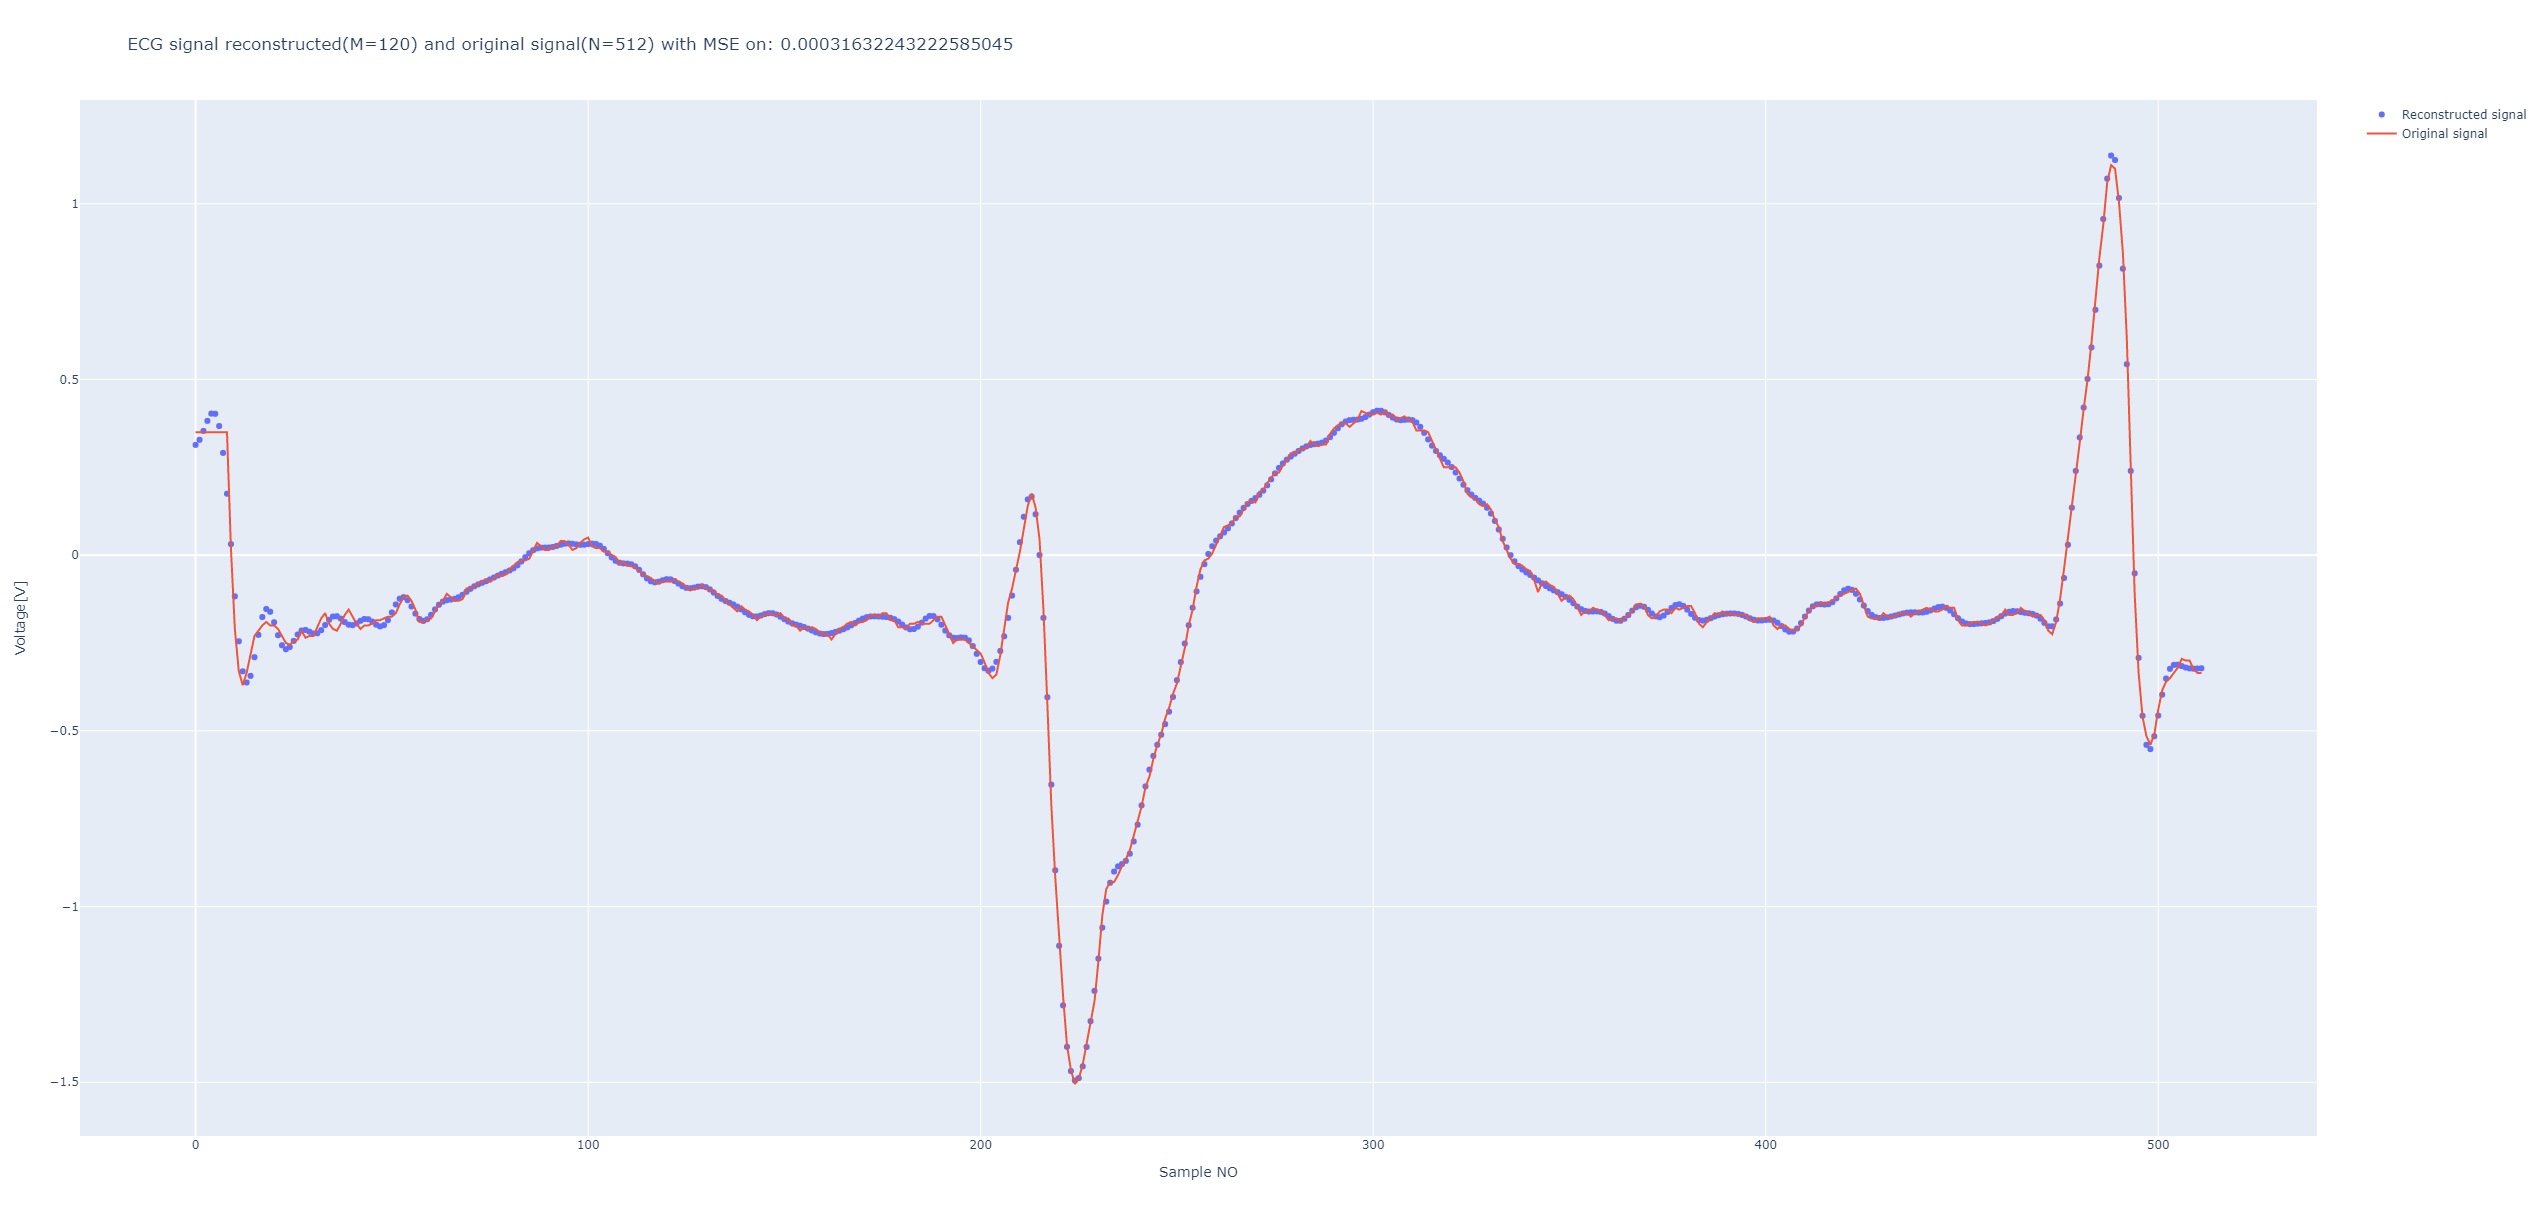 ECG signal reconstructed(M=120) and original signal(N=512) with MSE on: 0.00031632243222585045
Reconstructed signal
Original signal
1
0.5
0
−0.5
−1
−1.5
Voltage[V]
0 100 200 300 400 500
Sample NO